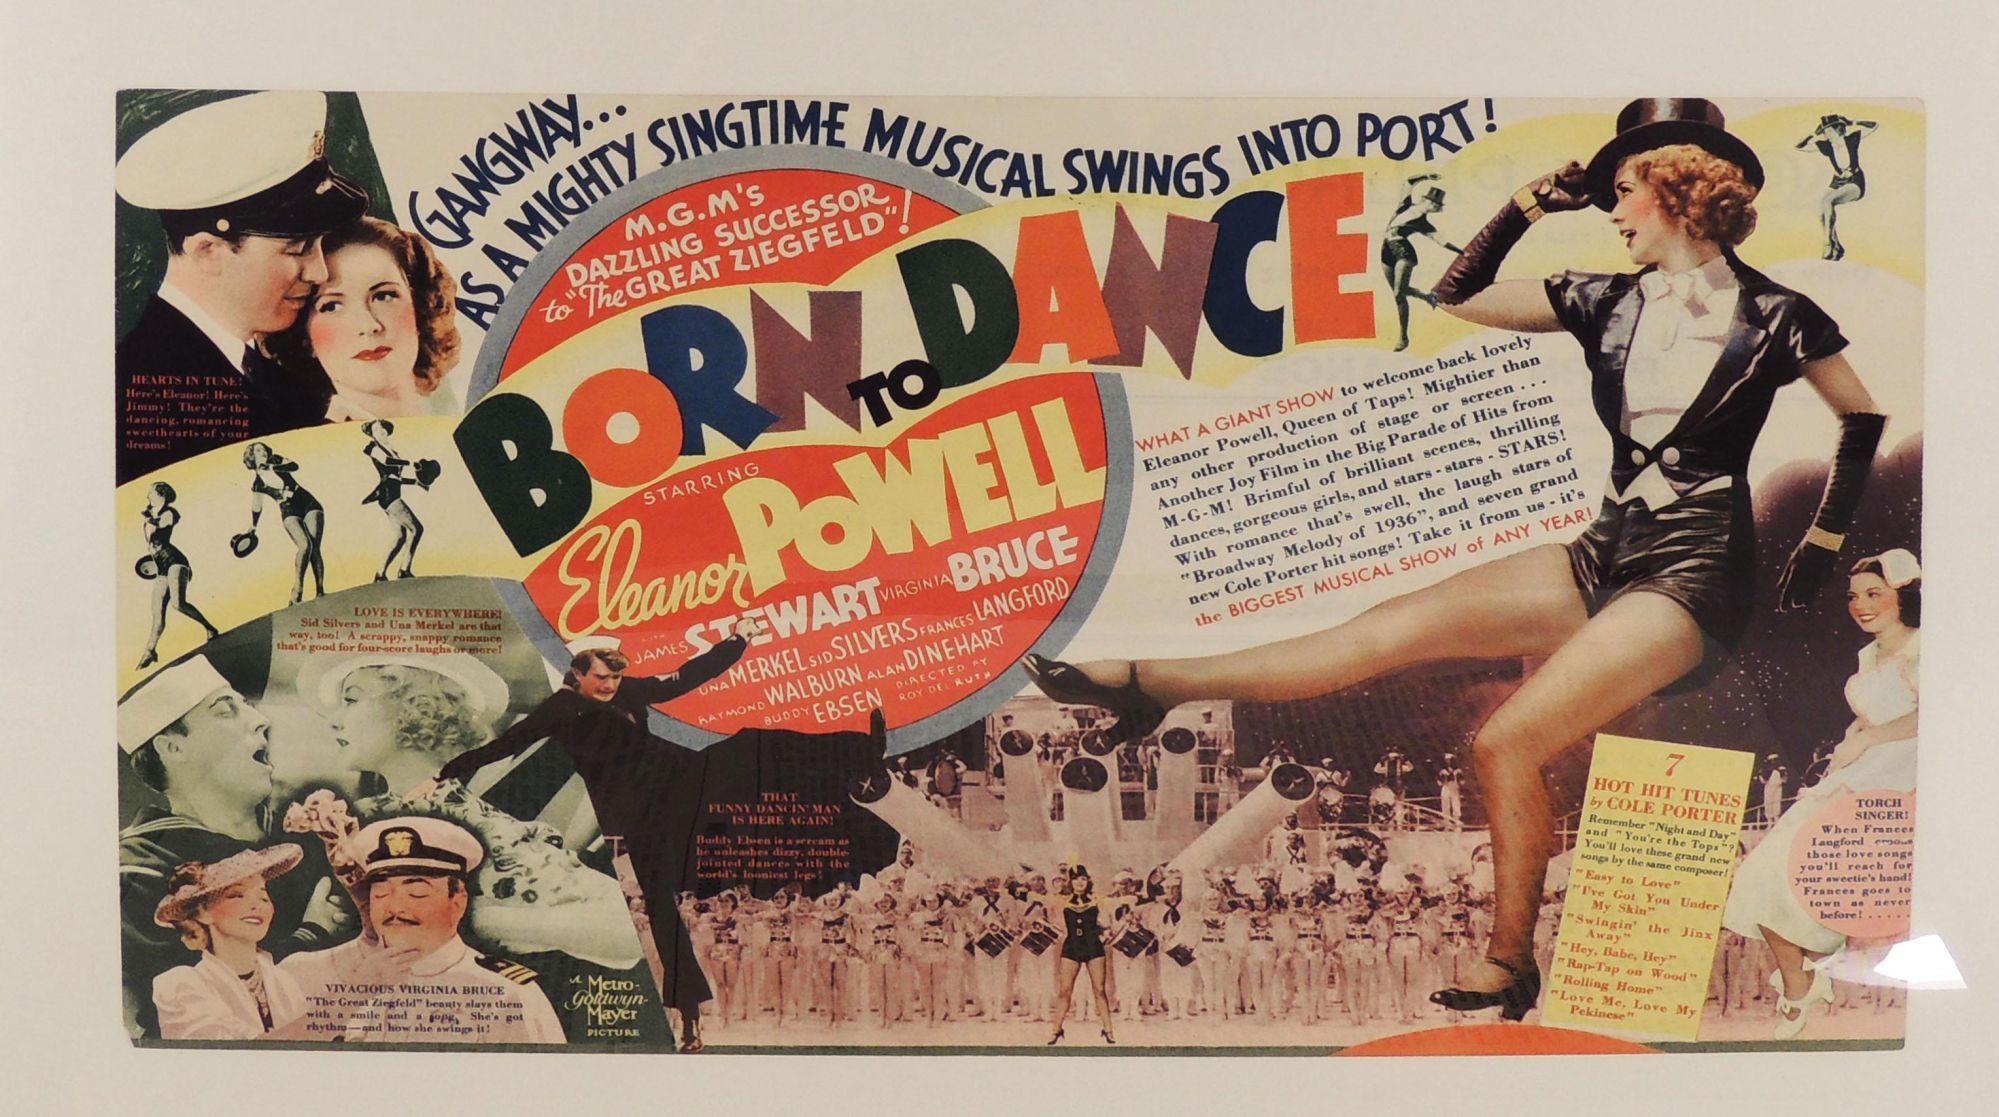 GANGWAY...
AS A MIGHTY SINGTIME MUSICAL SWINGS INTO PORT!
M.G.M'S
DAZZLING SUCCESSOR
to "The GREAT ZIEGFELD"!
BORN TO DANCE
STARRING
Eleanor POWELL
WITH
JAMES STEWART VIRGINIA BRUCE
UNA MERKEL SID SILVERS FRANCES LANGFORD
RAYMOND WALBURN ALAN DINEHART
BUDDY EBSEN
DIRECTED BY
ROY DEL RUTH
HEARTS IN TUNE!
Here's Eleanor! Here's
Jimmy! They're the
dancing, romancing
sweethearts of your
dreams!
WHAT A GIANT SHOW to welcome back lovely
Eleanor Powell, Queen of Taps! Mightier than
any other production of stage or screen . . .
Another Joy Film in the Big Parade of Hits from
M-G-M! Brimful of brilliant scenes, thrilling
dances, gorgeous girls, and stars - stars - STARS!
With romance that's swell, the laugh stars of
"Broadway Melody of 1936", and seven grand
new Cole Porter hit songs! Take it from us - it's
the BIGGEST MUSICAL SHOW of ANY YEAR!
LOVE IS EVERYWHERE!
Sid Silvers and Una Merkel are that
way, too! A scrappy, snappy romance
that's good for four-score laughs or more!
THAT
FUNNY DANCIN' MAN
IS HERE AGAIN!
Buddy Ebsen is a scream as
he unleashes dizzy, double-
jointed dances with the
world's looniest legs!
VIVACIOUS VIRGINIA BRUCE
"The Great Ziegfeld" beauty slays them
with a smile and a song. She's got
rhythm—and how she swings it!
A Metro-
Goldwyn-
Mayer
PICTURE
7
HOT HIT TUNES
by COLE PORTER
Remember "Night and Day"
and "You're the Tops"?
You'll love these grand new
songs by the same composer!
"Easy to Love"
"I've Got You Under
My Skin"
"Swingin' the Jinx
Away"
"Hey, Babe, Hey"
"Rap-Tap on Wood"
"Rolling Home"
"Love Me, Love My
Pekinese"
TORCH
SINGER!
When Frances
Langford croons
those love songs
you'll reach for
your sweetie's hand!
Frances goes to
town as never
before! . . . . .